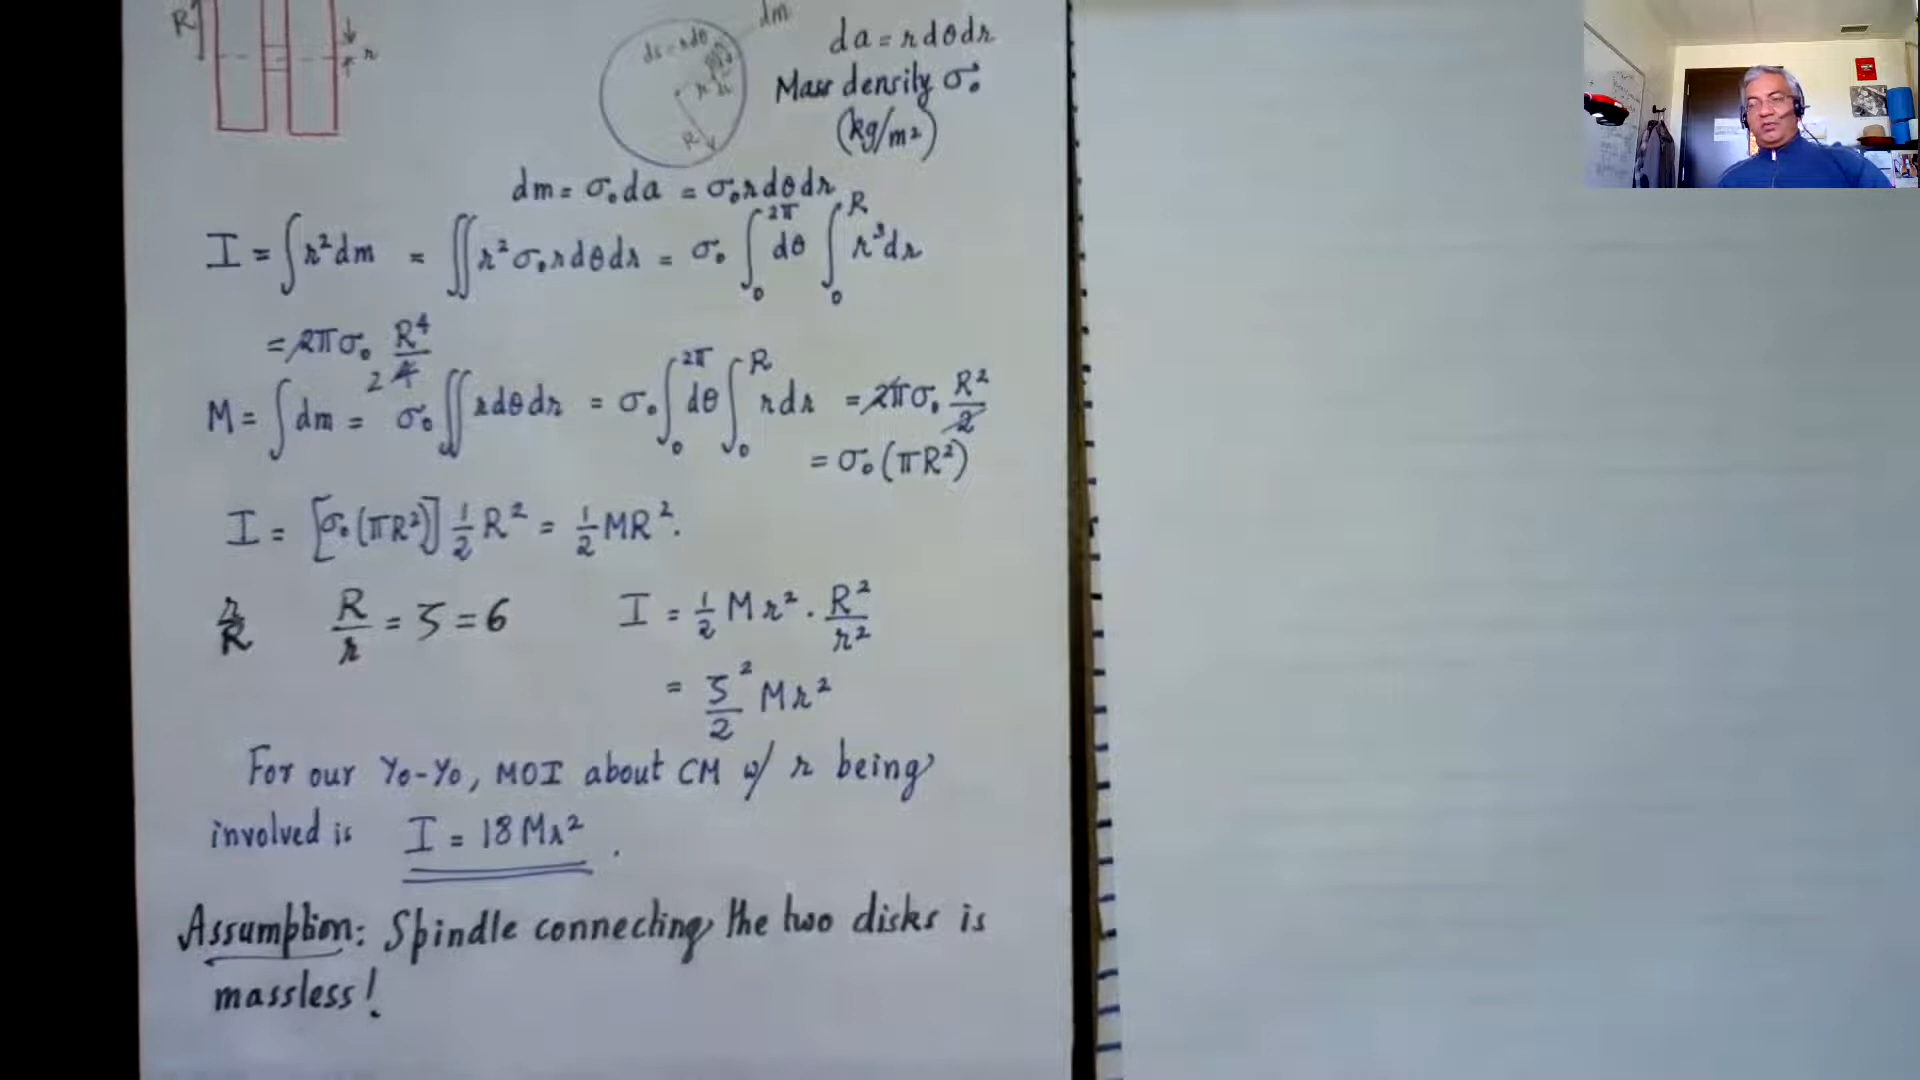 R
r
dm
ds = rdθ
r
R
da = rdθdr
Mass density σ₀
(kg/m²)
dm = σ₀da = σ₀rdθdr
I = ∫r²dm = ∬r²σ₀rdθdr = σ₀ ∫₀^2π dθ ∫₀^R r³dr
= 2πσ₀ R⁴/4 2
M = ∫dm = σ₀∬rdθdr = σ₀∫₀^2π dθ ∫₀^R rdr = 2πσ₀ R²/2
= σ₀(πR²)
I = [σ₀(πR²)] 1/2 R² = 1/2 MR².
r/R R/r = ζ = 6 I = 1/2 Mr² · R²/r²
= ζ²/2 Mr²
For our Yo-Yo, MOI about CM w/ r being
involved is I = 18Mr².
Assumption: Spindle connecting the two disks is
massless!